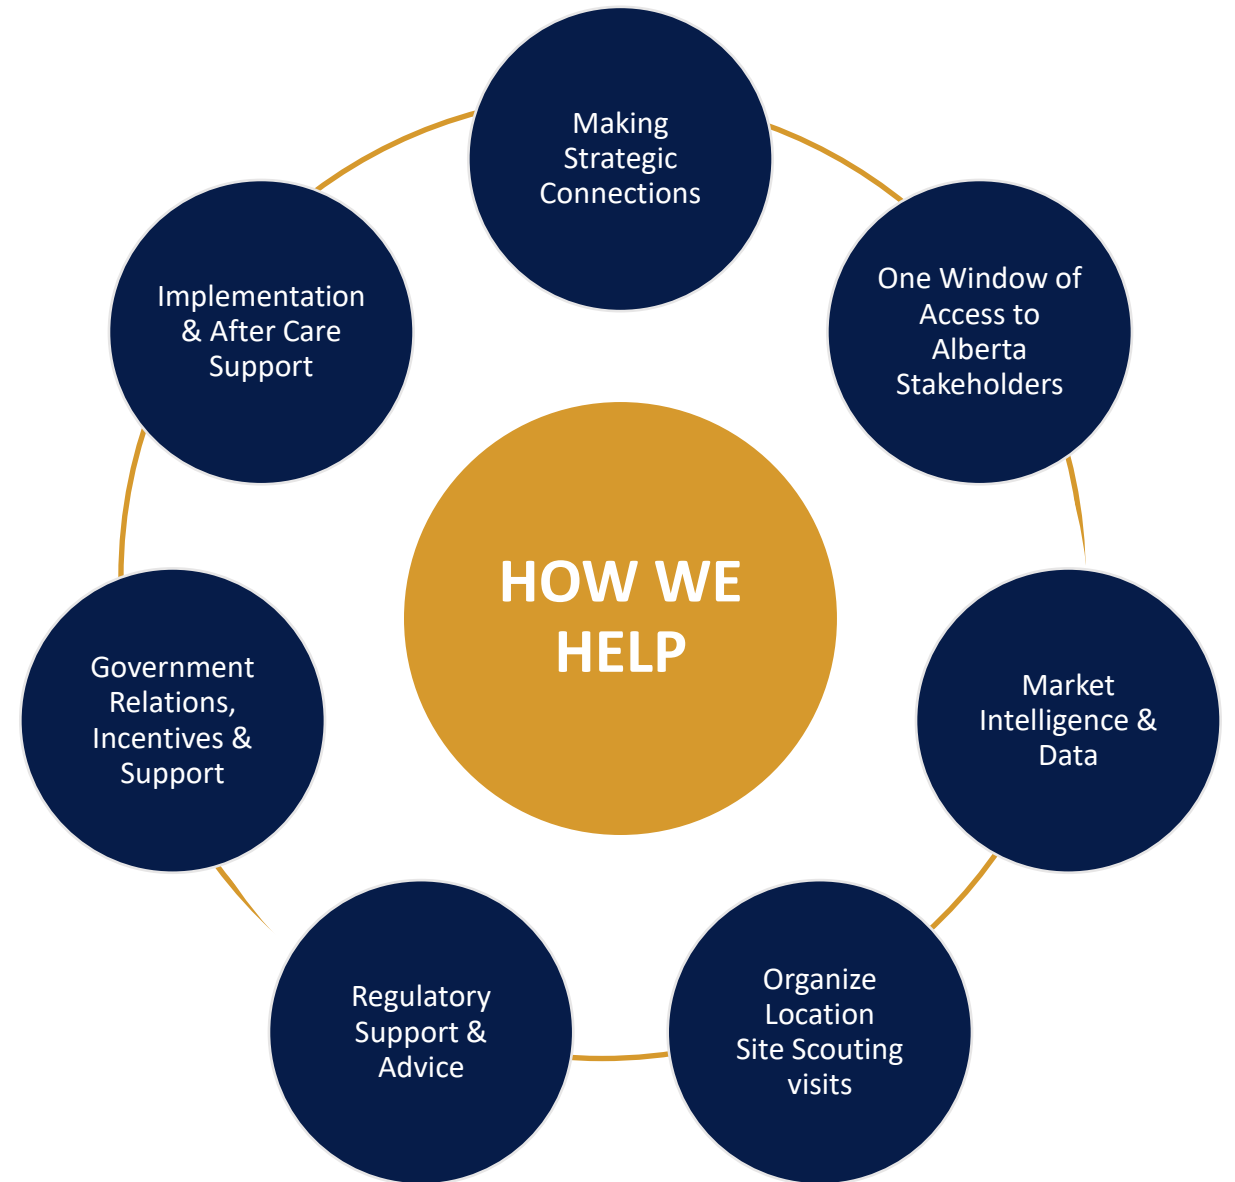 Making
Strategic
Connections
One Window of
Access to
Alberta
Stakeholders
Market
Intelligence &
Data
Organize
Location
Site Scouting
visits
Regulatory
Support &
Advice
Government
Relations,
Incentives &
Support
Implementation
& After Care
Support
HOW WE
HELP